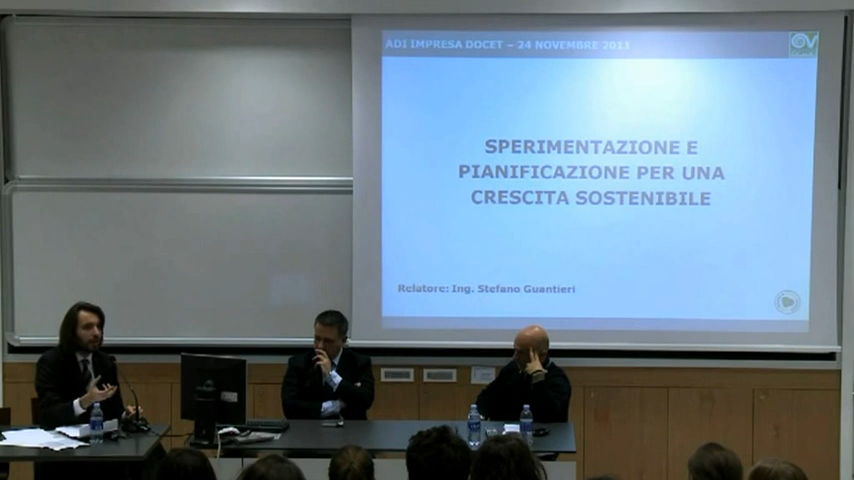 ADI IMPRESA DOCET – 24 NOVEMBRE 2011
SPERIMENTAZIONE E
PIANIFICAZIONE PER UNA
CRESCITA SOSTENIBILE
Relatore: Ing. Stefano Guantieri